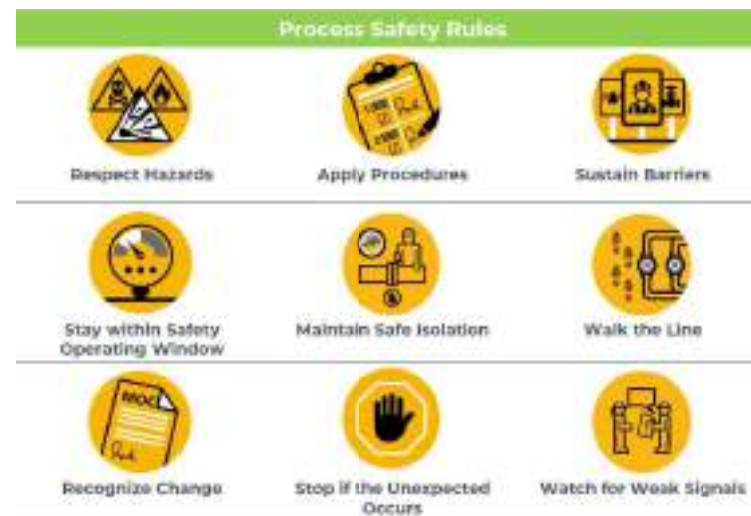 Process Safety Rules
Respect Hazards
Apply Procedures
Sustain Barriers
Stay within Safety
Operating Window
Maintain Safe Isolation
Walk the Line
MOC
Recognize Change
Stop if the Unexpected
Occurs
Watch for Weak Signals